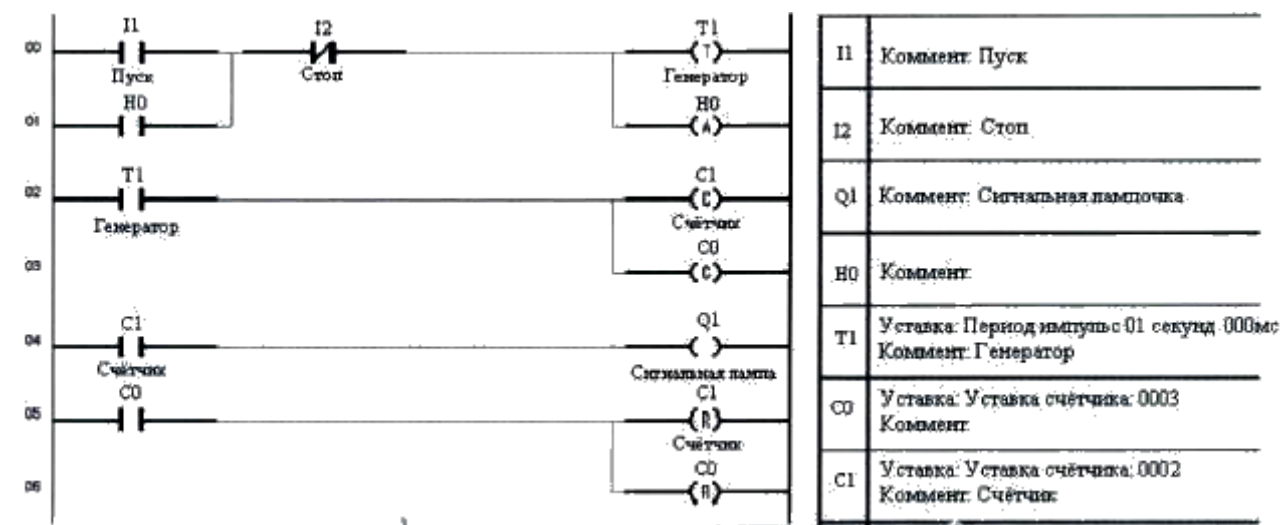 I1 I2 T1
00
Пуск Стоп Генератор
H0 H0
01 (A)
T1 C1
02 (C)
Генератор Счётчик
C0
03 (C)
C1 Q1
04
Счётчик Сигнальная лампа
C0 C1
05 (R)
Счётчик
C0
06 (R)
I1 Коммент: Пуск
I2 Коммент: Стоп
Q1 Коммент: Сигнальная лампочка
H0 Коммент:
T1 Уставка: Период импульс 01 секунд 000мс
Коммент: Генератор
C0 Уставка: Уставка счётчика: 0003
Коммент:
C1 Уставка: Уставка счётчика: 0002
Коммент: Счётчик